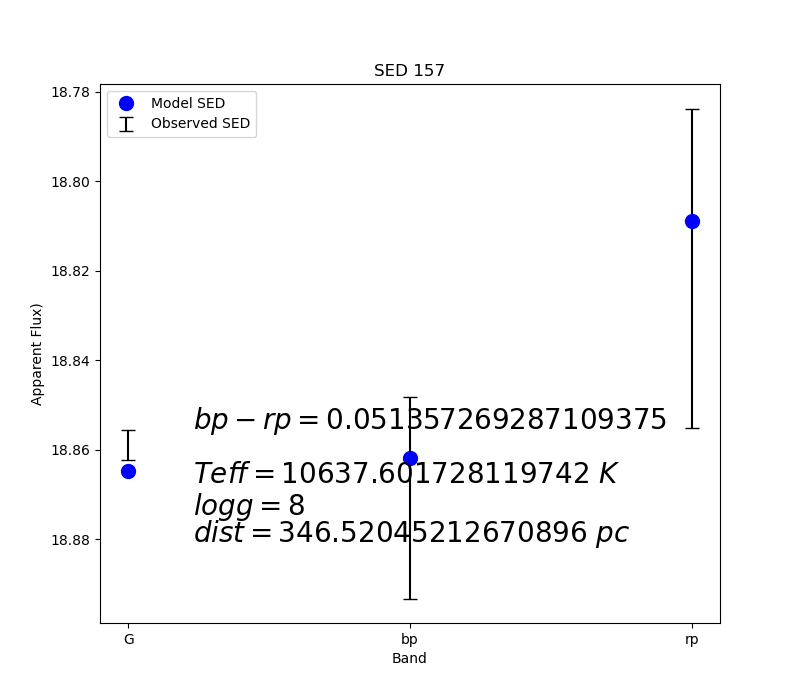 SED 157
18.78
18.80
18.82
18.84
18.86
18.88
Apparent Flux)
Model SED
Observed SED
bp − rp = 0.051357269287109375
Teff = 10637.601728119742 K
logg = 8
dist = 346.52045212670896 pc
G bp rp
Band